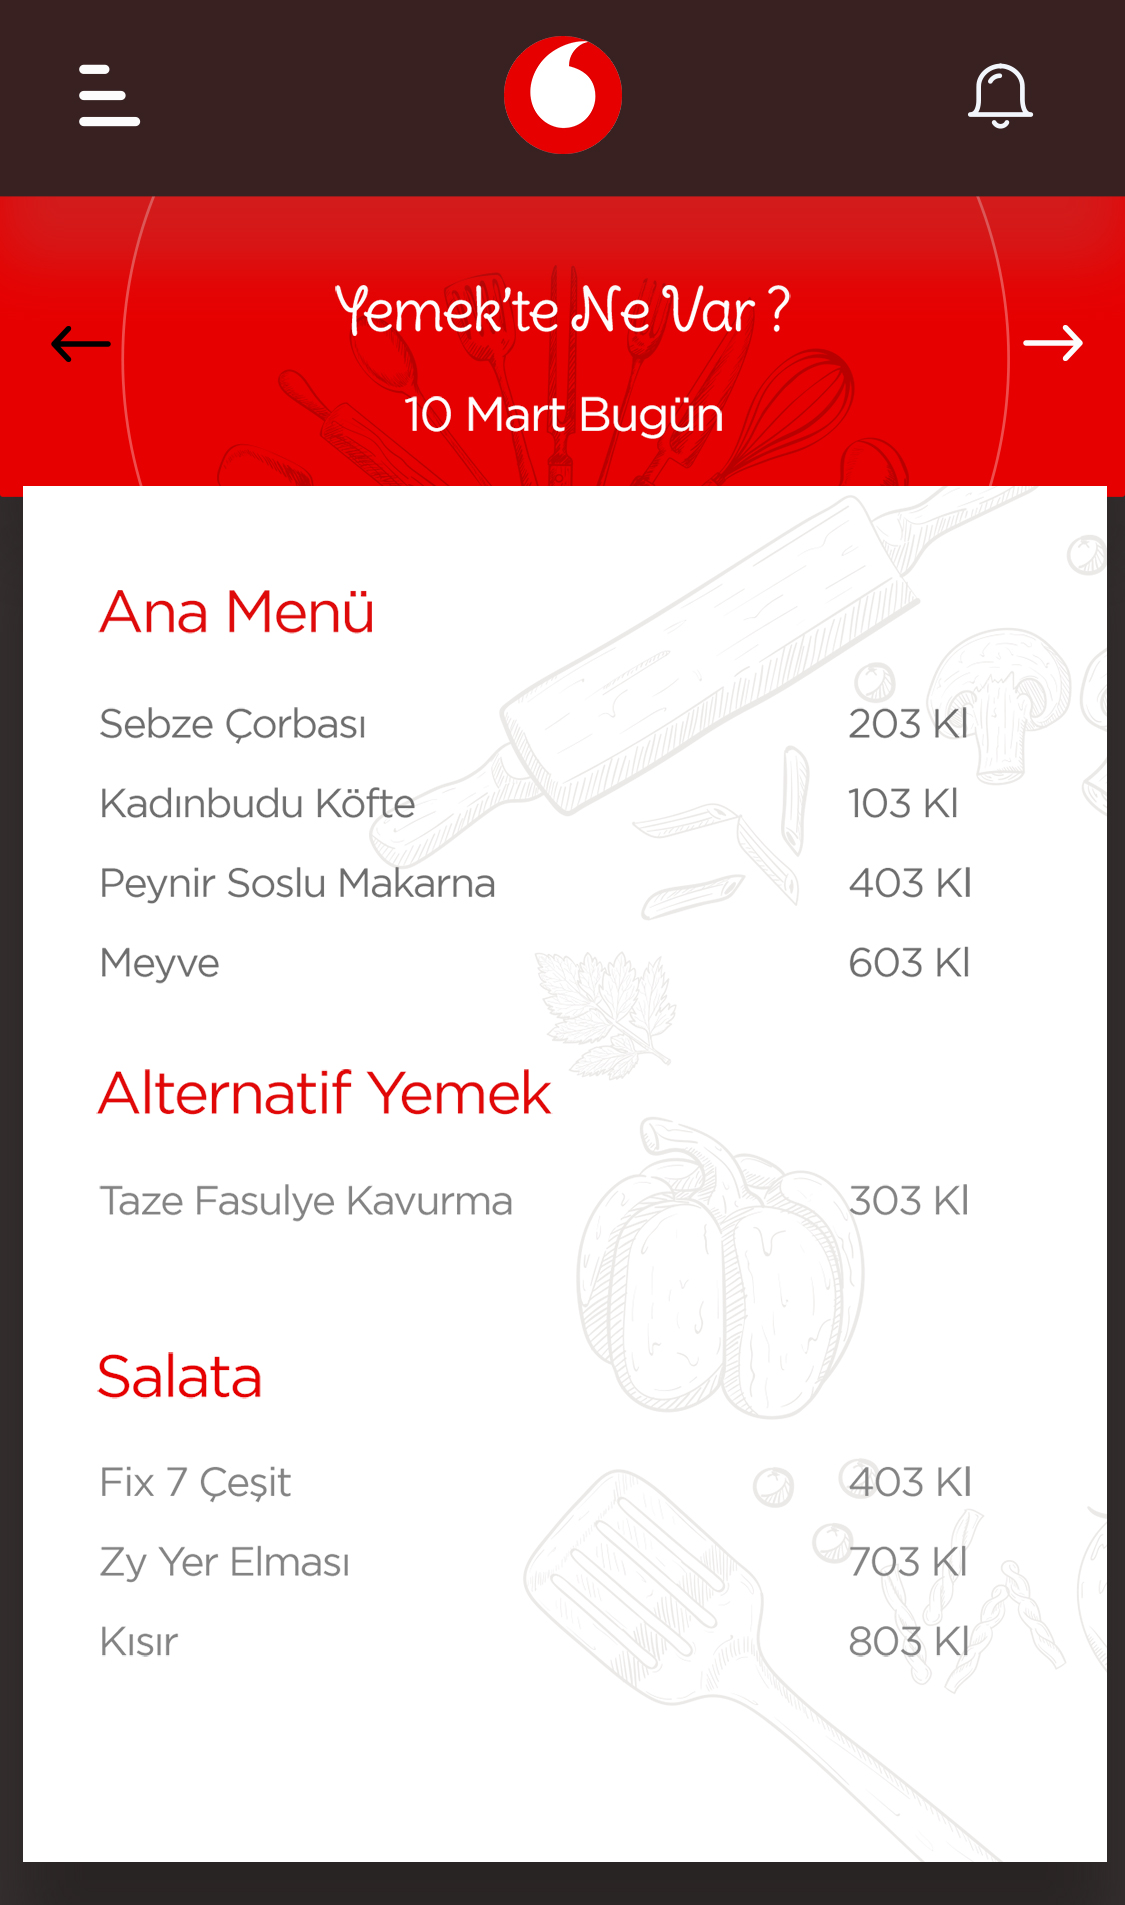 Yemek'te Ne Var ?
10 Mart Bugün
Ana Menü
Sebze Çorbası 203 Kl
Kadınbudu Köfte 103 Kl
Peynir Soslu Makarna 403 Kl
Meyve 603 Kl
Alternatif Yemek
Taze Fasulye Kavurma 303 Kl
Salata
Fix 7 Çeşit 403 Kl
Zy Yer Elması 703 Kl
Kısır 803 Kl